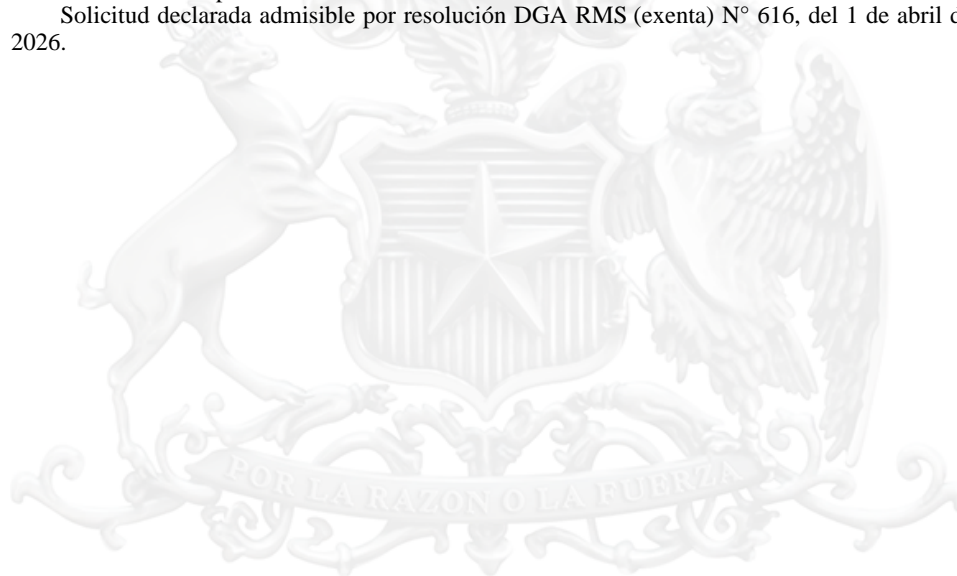 Solicitud declarada admisible por resolución DGA RMS (exenta) N° 616, del 1 de abril
2026.
POR LA RAZON O LA FUERZA